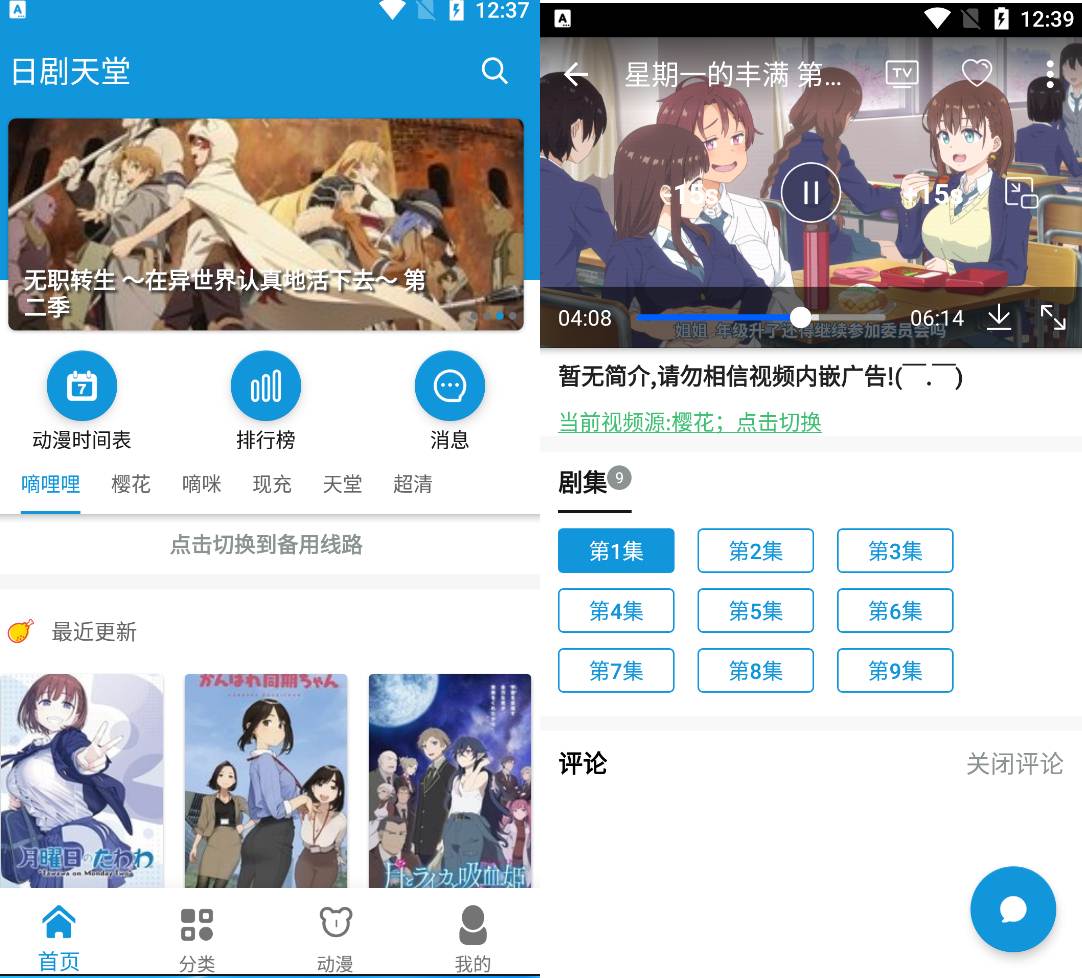 12:37
日剧天堂
无职转生 ～在异世界认真地活下去～ 第
二季
7
动漫时间表
排行榜
消息
嘀哩哩
樱花
嘀咪
现充
天堂
超清
点击切换到备用线路
最近更新
月曜日のたわわ
"Tawawa on Monday Two"
がんばれ同期ちゃん
月とライカと吸血姫
首页
分类
动漫
我的
12:39
星期一的丰满 第...
TV
-15s
+15s
姐姐 年级升了还得继续参加委员会吗
04:08
06:14
暂无简介,请勿相信视频内嵌广告!(￣.￣)
当前视频源:樱花；点击切换
剧集
9
第1集
第2集
第3集
第4集
第5集
第6集
第7集
第8集
第9集
评论
关闭评论